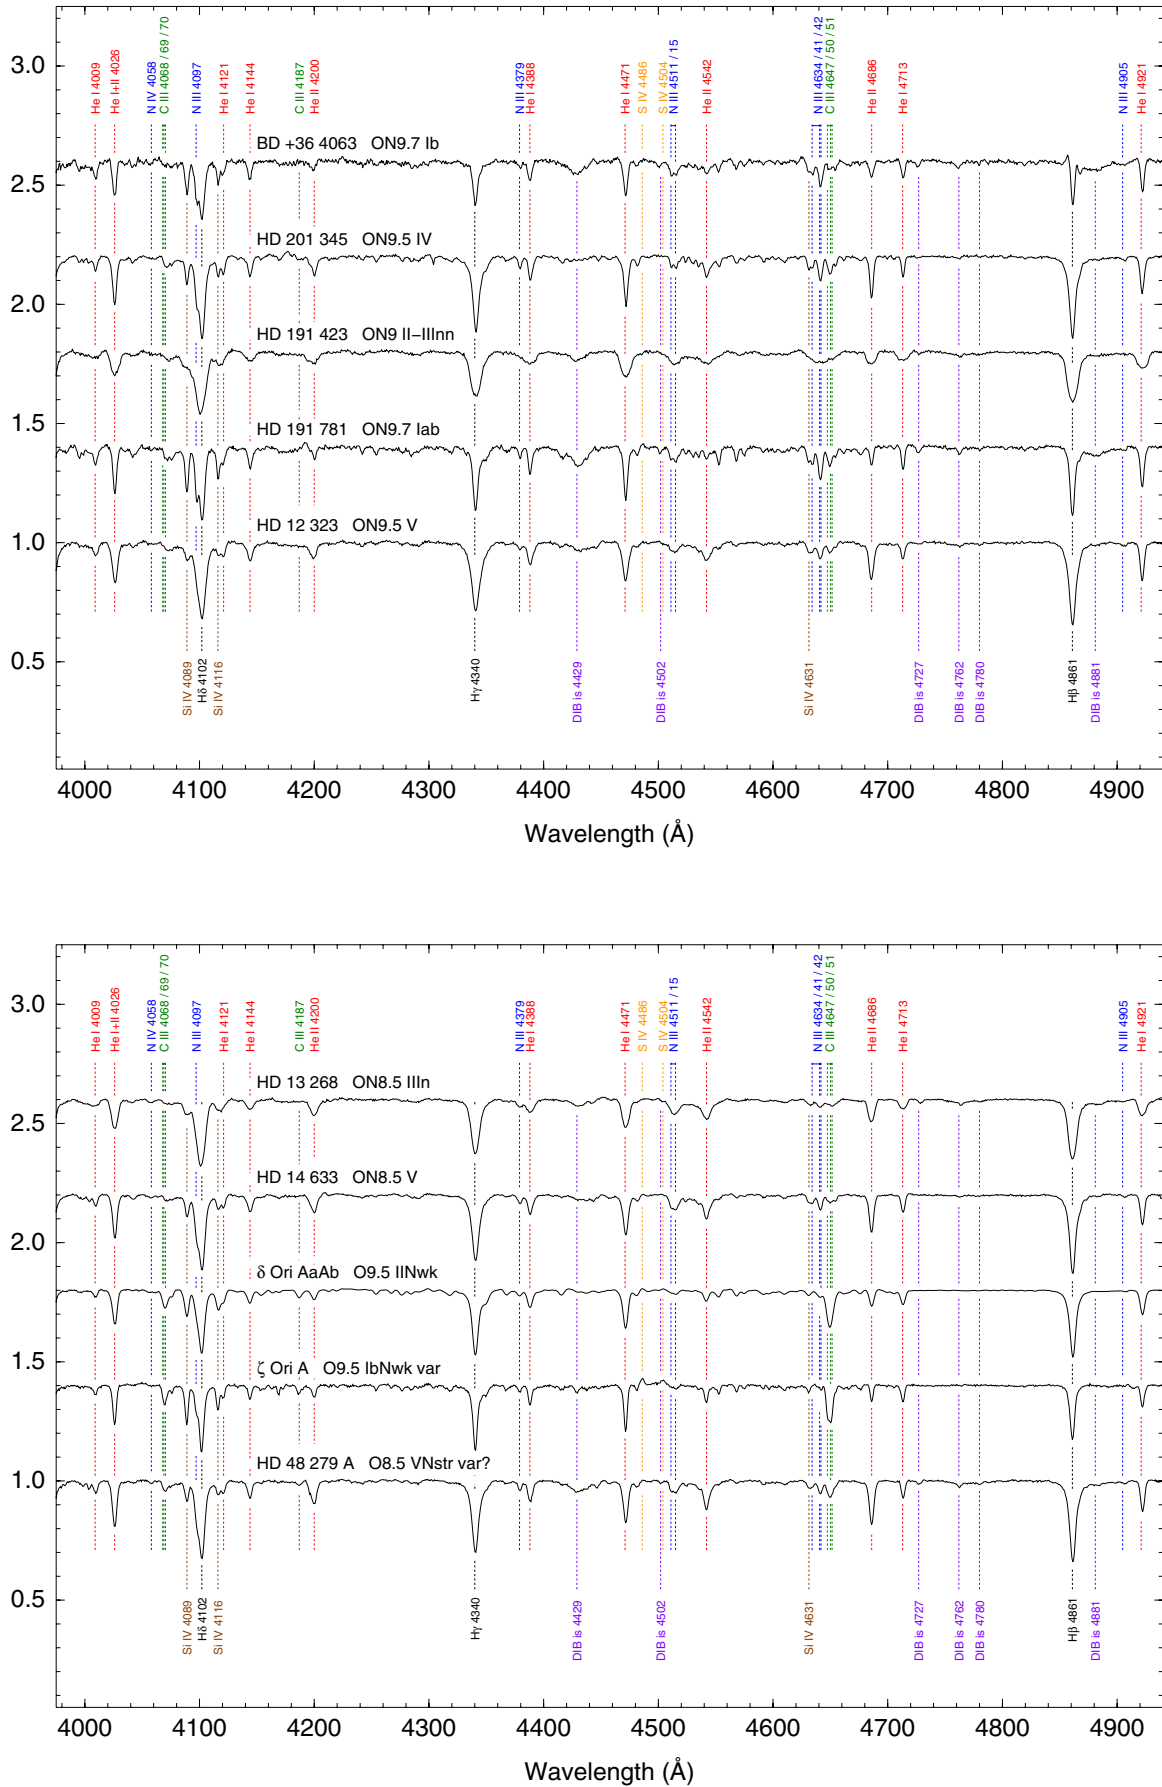 He I 4009
He I+II 4026
N IV 4058
C III 4068 / 69 / 70
N III 4097
He I 4121
He I 4144
C III 4187
He II 4200
N III 4379
He I 4388
He I 4471
S IV 4486
S IV 4504
N III 4511 / 15
He II 4542
N III 4634 / 41 / 42
C III 4647 / 50 / 51
He II 4686
He I 4713
N III 4905
He I 4921
3.0
BD +36 4063 ON9.7 Ib
2.5
HD 201 345 ON9.5 IV
2.0
HD 191 423 ON9 II–IIInn
1.5
HD 191 781 ON9.7 Iab
HD 12 323 ON9.5 V
1.0
0.5
Si IV 4089
Hδ 4102
Si IV 4116
Hγ 4340
DIB is 4429
DIB is 4502
Si IV 4631
DIB is 4727
DIB is 4762
DIB is 4780
Hβ 4861
DIB is 4881
4000 4100 4200 4300 4400 4500 4600 4700 4800 4900
Wavelength (Å)
He I 4009
He I+II 4026
N IV 4058
C III 4068 / 69 / 70
N III 4097
He I 4121
He I 4144
C III 4187
He II 4200
N III 4379
He I 4388
He I 4471
S IV 4486
S IV 4504
N III 4511 / 15
He II 4542
N III 4634 / 41 / 42
C III 4647 / 50 / 51
He II 4686
He I 4713
N III 4905
He I 4921
3.0
HD 13 268 ON8.5 IIIn
2.5
HD 14 633 ON8.5 V
2.0
δ Ori AaAb O9.5 IINwk
1.5
ζ Ori A O9.5 IbNwk var
HD 48 279 A O8.5 VNstr var?
1.0
0.5
Si IV 4089
Hδ 4102
Si IV 4116
Hγ 4340
DIB is 4429
DIB is 4502
Si IV 4631
DIB is 4727
DIB is 4762
DIB is 4780
Hβ 4861
DIB is 4881
4000 4100 4200 4300 4400 4500 4600 4700 4800 4900
Wavelength (Å)